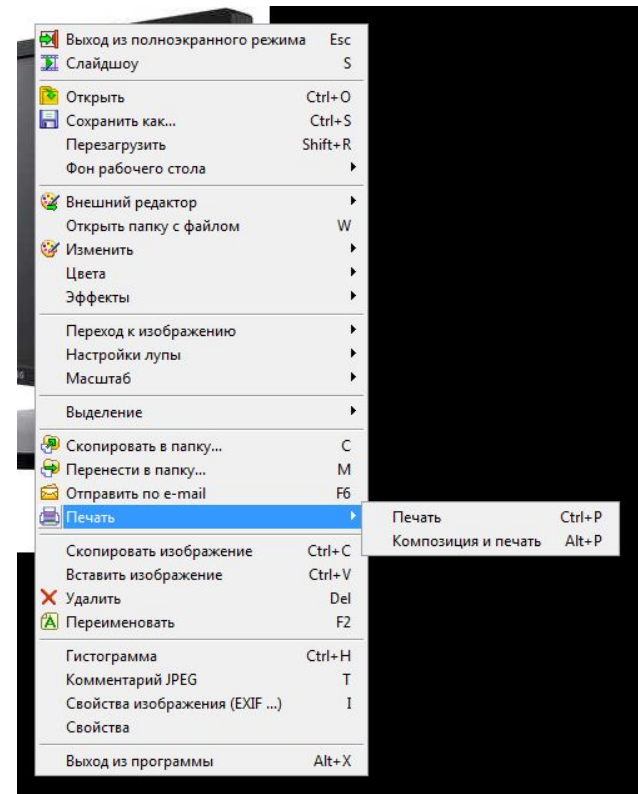 Выход из полноэкранного режима Esc
Слайдшоу S
Открыть Ctrl+O
Сохранить как... Ctrl+S
Перезагрузить Shift+R
Фон рабочего стола
Внешний редактор
Открыть папку с файлом W
Изменить
Цвета
Эффекты
Переход к изображению
Настройки лупы
Масштаб
Выделение
Скопировать в папку... C
Перенести в папку... M
Отправить по e-mail F6
Печать
Печать Ctrl+P
Композиция и печать Alt+P
Скопировать изображение Ctrl+C
Вставить изображение Ctrl+V
Удалить Del
Переименовать F2
Гистограмма Ctrl+H
Комментарий JPEG T
Свойства изображения (EXIF ...) I
Свойства
Выход из программы Alt+X